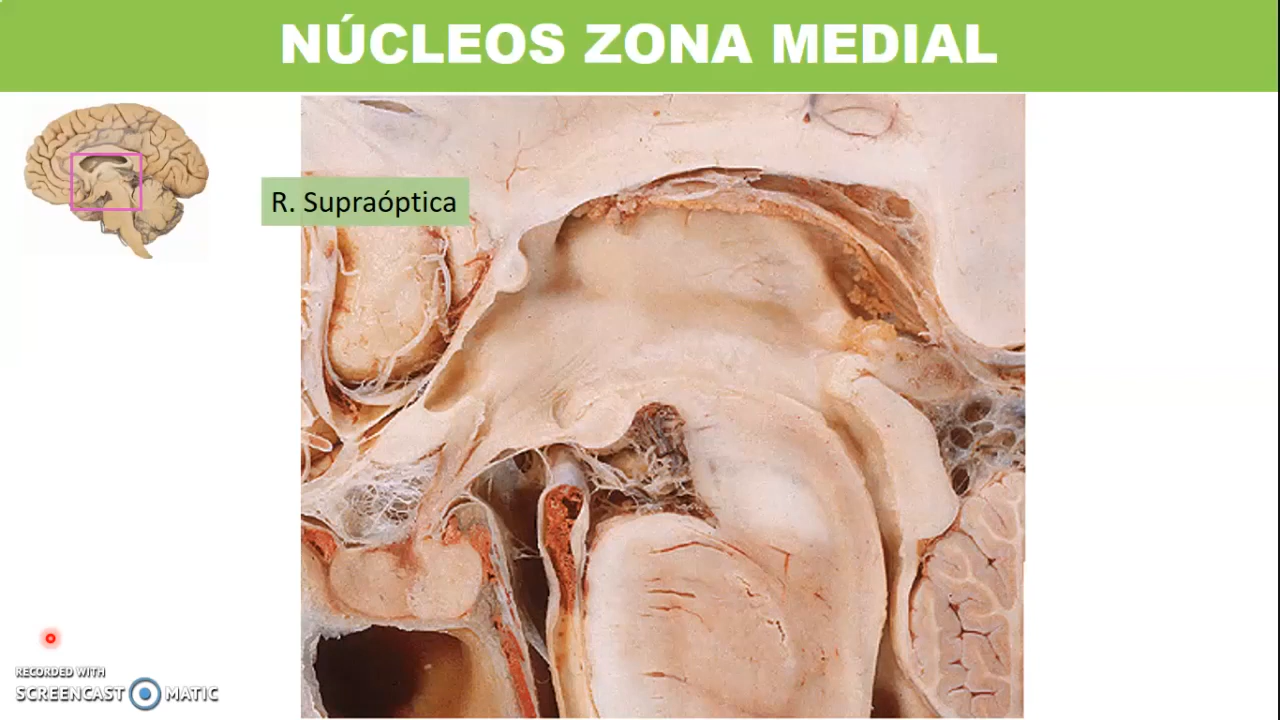 NÚCLEOS ZONA MEDIAL
R. Supraóptica
RECORDED WITH
SCREENCAST MATIC